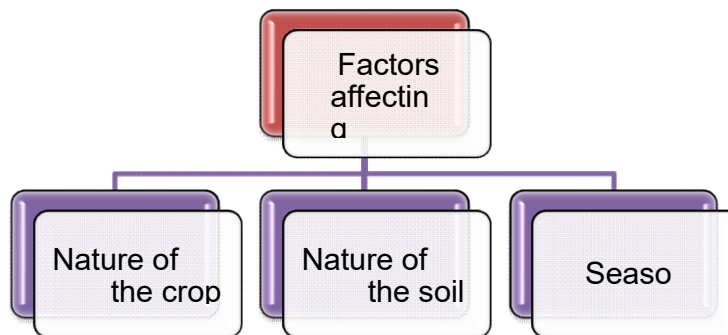 Factors
affectin
g
Nature of
the crop
Nature of
the soil
Seaso